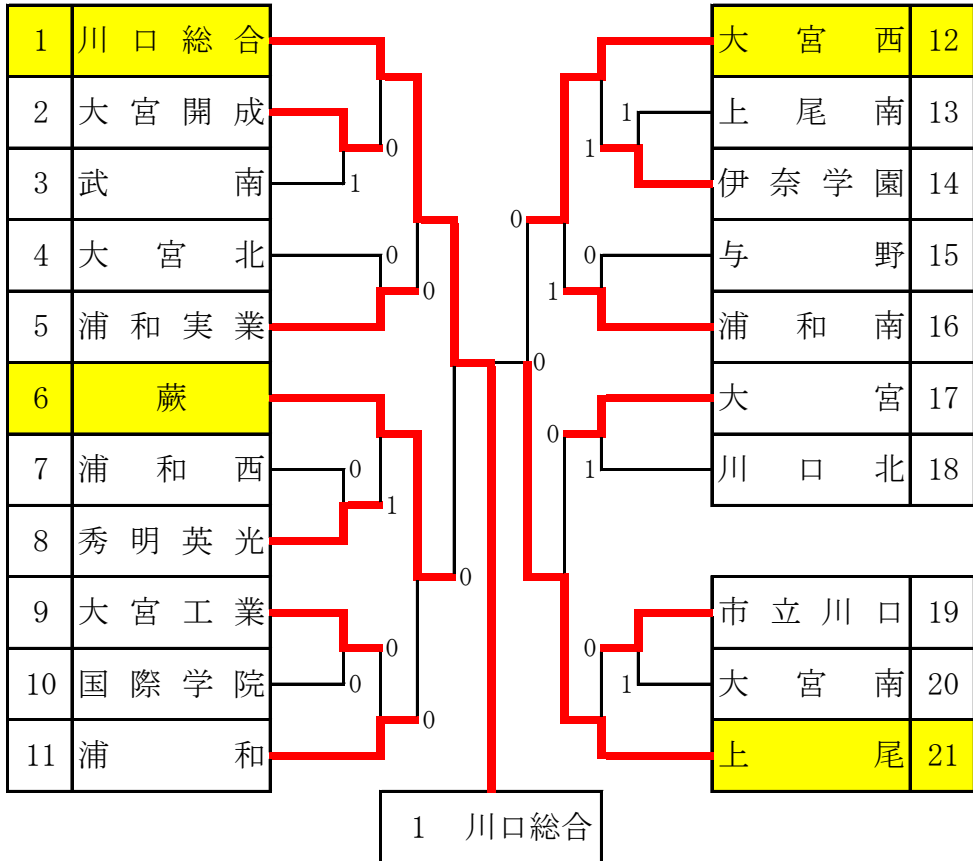 1 川口総合
2 大宮開成
0
3 武南
1
4 大宮北
0
0
5 浦和実業
6 蕨
7 浦和西
0
1
8 秀明英光
0
9 大宮工業
0
10 国際学院
0
0
11 浦和
大宮西 12
1 上尾南 13
1
伊奈学園 14
0
0 与野 15
1
浦和南 16
0
大宮 17
0
1 川口北 18
市立川口 19
0
1 大宮南 20
上尾 21
1 川口総合